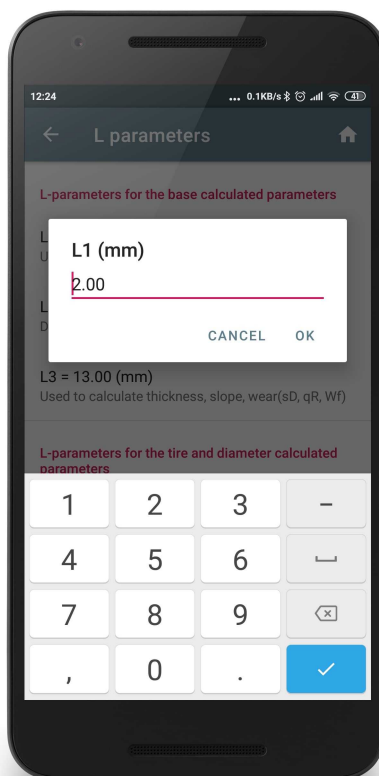 12:24 ... 0.1KB/s 41
L parameters
L-parameters for the base calculated parameters
L
U
L1 (mm)
2.00
CANCEL OK
L
D
L3 = 13.00 (mm)
Used to calculate thickness, slope, wear(sD, qR, Wf)
L-parameters for the tire and diameter calculated
parameters
1 2 3 -
4 5 6
7 8 9
, 0 .